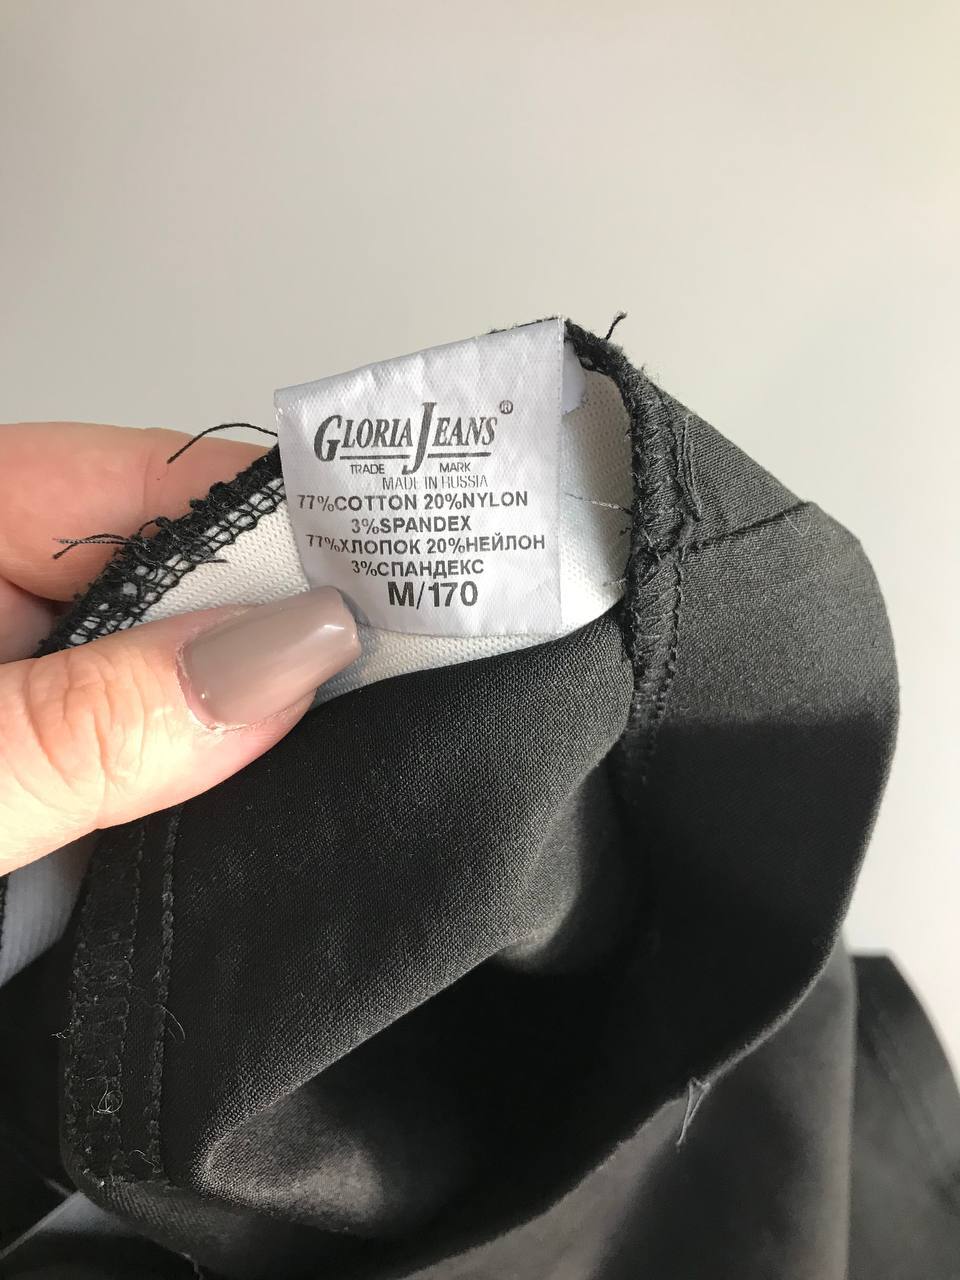 GLORIA JEANS®
TRADE MARK
MADE IN RUSSIA
77%COTTON 20%NYLON
3%SPANDEX
77%ХЛОПОК 20%НЕЙЛОН
3%СПАНДЕКС
M/170